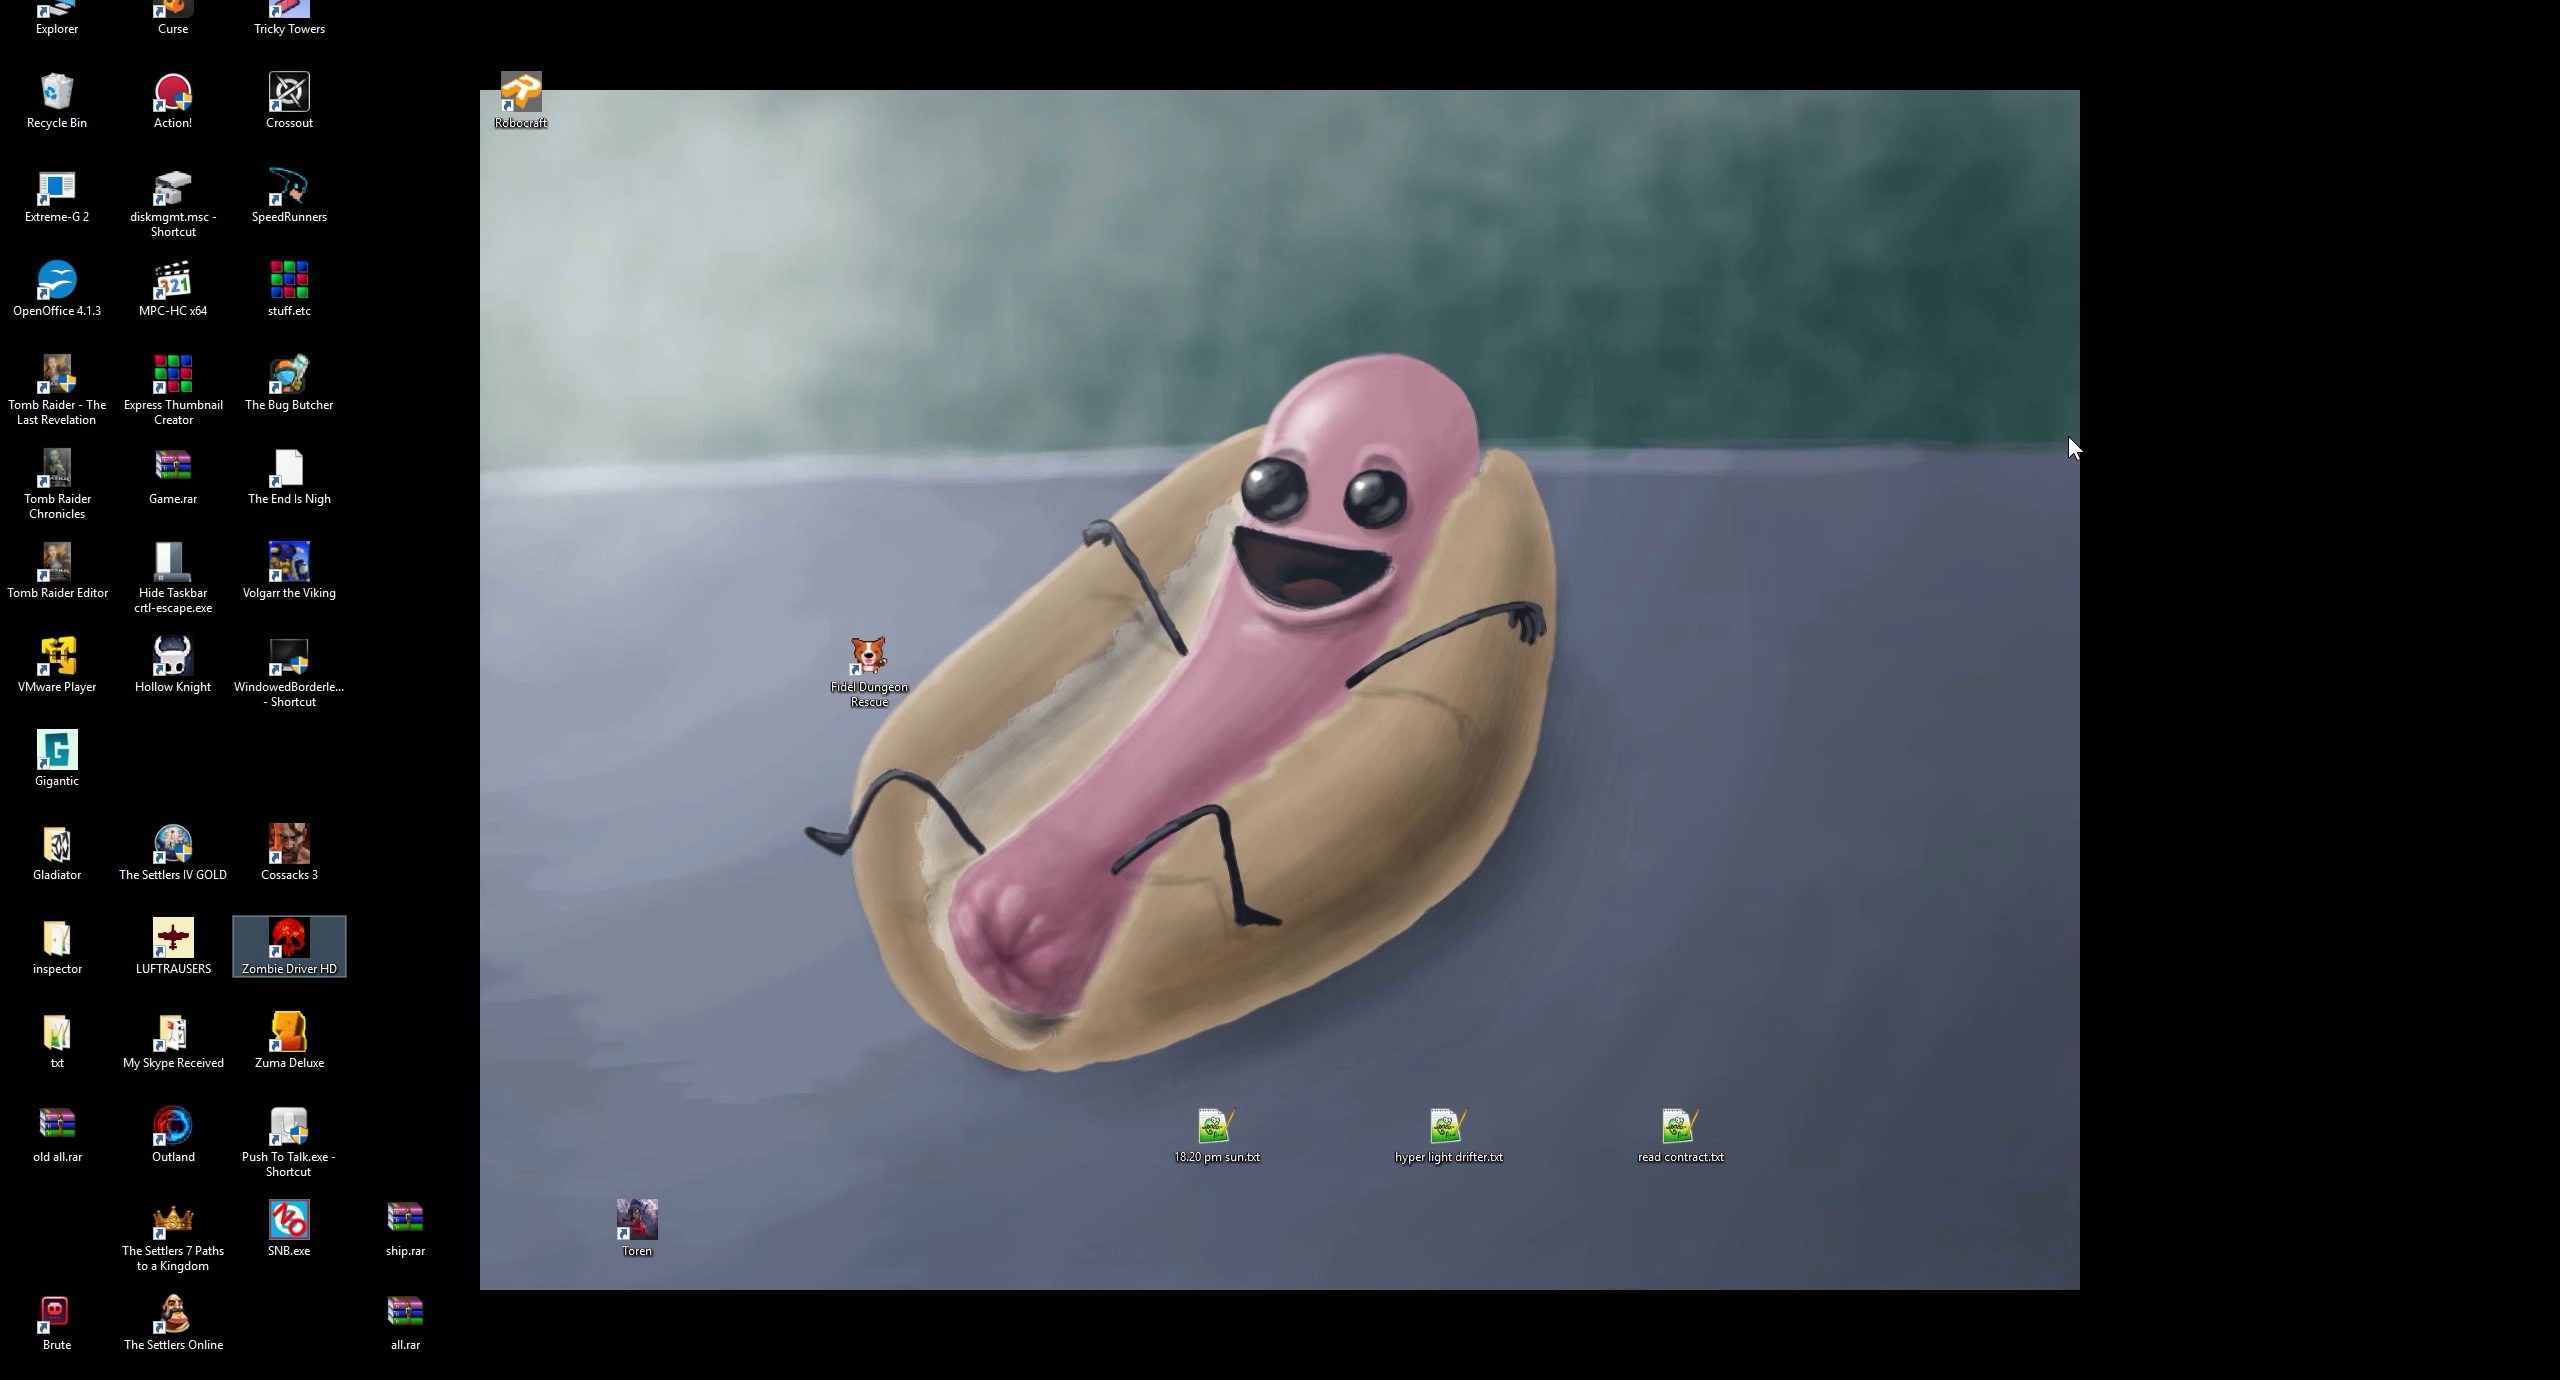 Explorer
Curse
Tricky Towers
Recycle Bin
Action!
Crossout
Robocraft
Extreme-G 2
diskmgmt.msc -
Shortcut
SpeedRunners
OpenOffice 4.1.3
MPC-HC x64
321
stuff.etc
Tomb Raider - The
Last Revelation
Express Thumbnail
Creator
The Bug Butcher
Tomb Raider
Chronicles
Game.rar
The End Is Nigh
Tomb Raider Editor
Hide Taskbar
crtl-escape.exe
Volgarr the Viking
VMware Player
Hollow Knight
WindowedBorderle...
- Shortcut
Fidel Dungeon
Rescue
G
Gigantic
Gladiator
The Settlers IV GOLD
Cossacks 3
inspector
LUFTRAUSERS
Zombie Driver HD
txt
My Skype Received
Zuma Deluxe
old all.rar
Outland
Push To Talk.exe -
Shortcut
18.20 pm sun.txt
hyper light drifter.txt
read contract.txt
The Settlers 7 Paths
to a Kingdom
NO
SNB.exe
ship.rar
Toren
Brute
The Settlers Online
all.rar